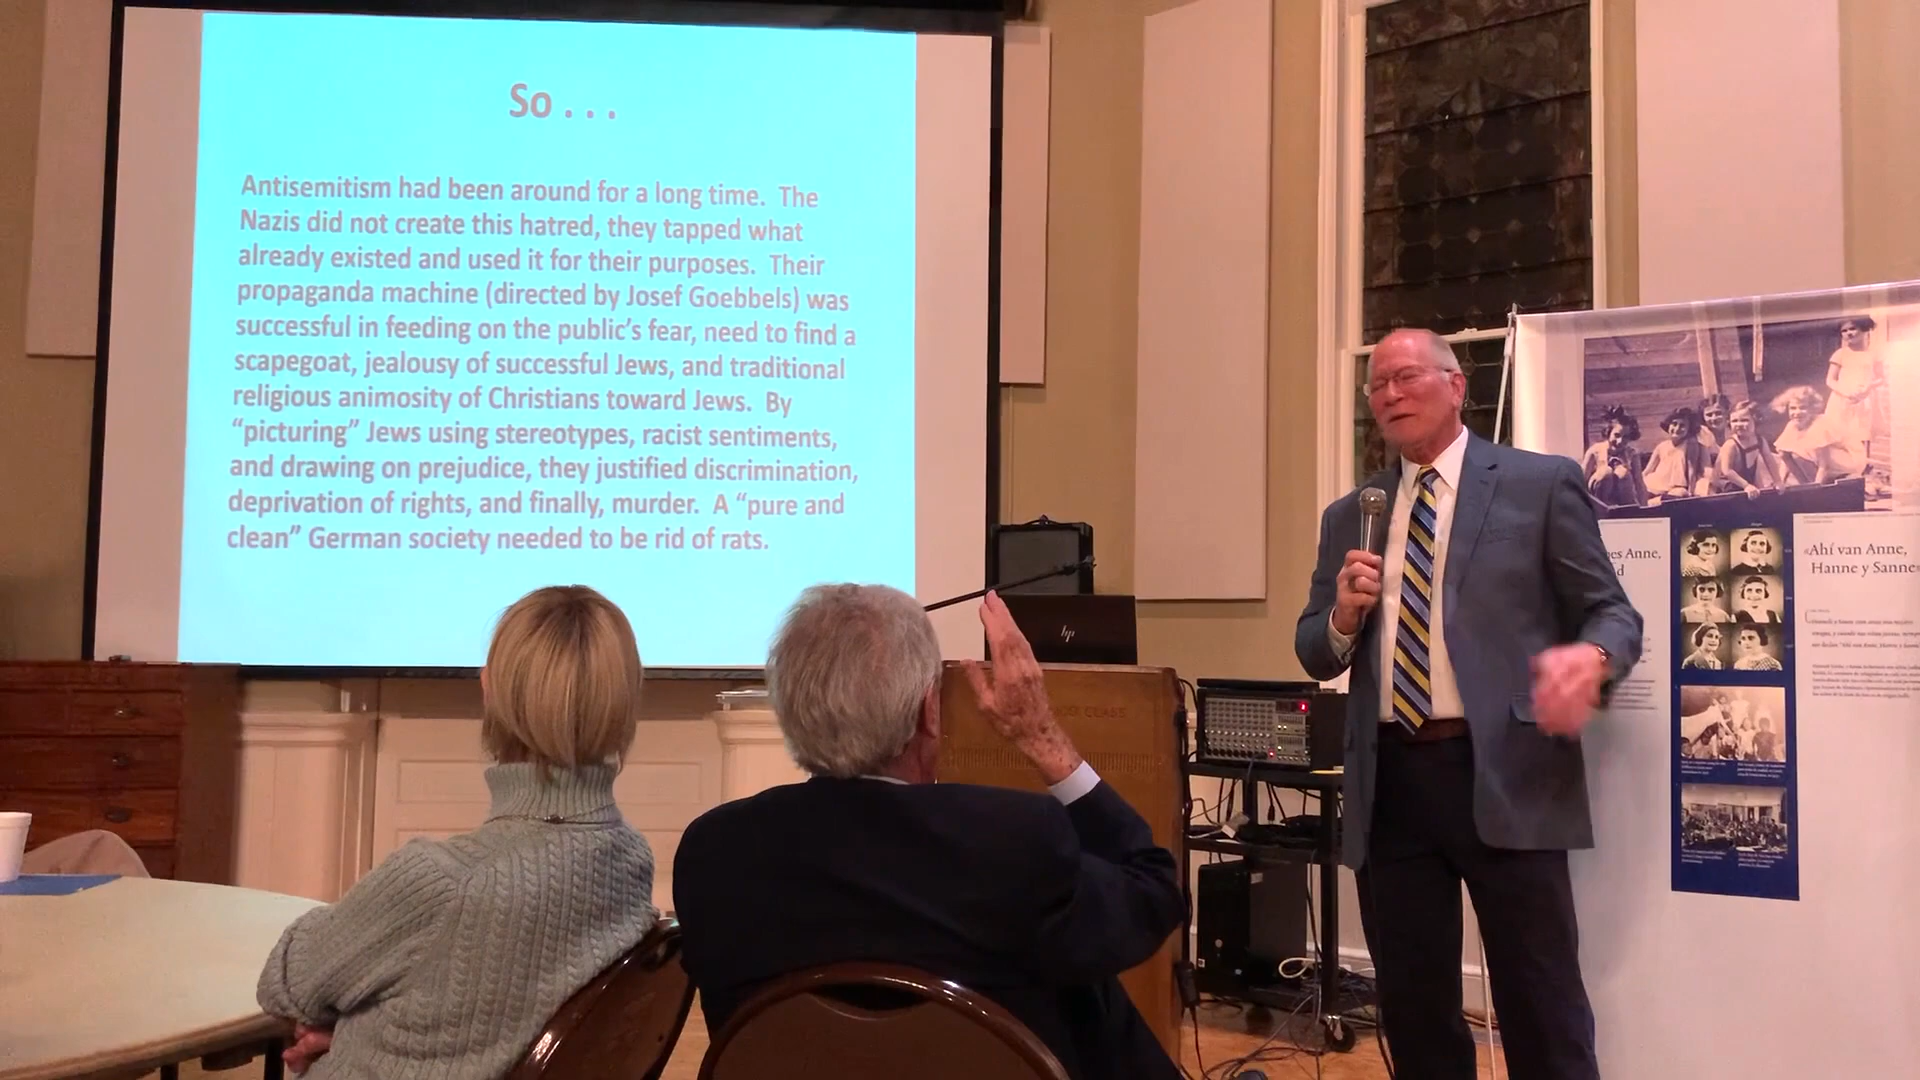 So . . .
Antisemitism had been around for a long time. The
Nazis did not create this hatred, they tapped what
already existed and used it for their purposes. Their
propaganda machine (directed by Josef Goebbels) was
successful in feeding on the public's fear, need to find a
scapegoat, jealousy of successful Jews, and traditional
religious animosity of Christians toward Jews. By
“picturing” Jews using stereotypes, racist sentiments,
and drawing on prejudice, they justified discrimination,
deprivation of rights, and finally, murder. A “pure and
clean” German society needed to be rid of rats.
hp
Anne,
«Ahí van Anne,
Hanne y Sanne»